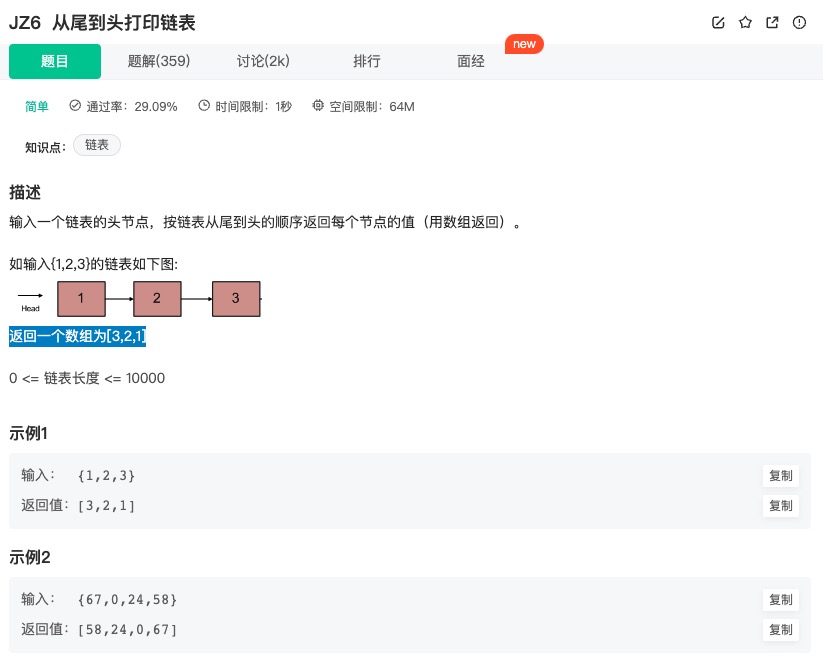 JZ6 从尾到头打印链表
题目 题解(359) 讨论(2k) 排行 面经 new
简单 通过率：29.09% 时间限制：1秒 空间限制：64M
知识点： 链表
描述
输入一个链表的头节点，按链表从尾到头的顺序返回每个节点的值（用数组返回）。
如输入{1,2,3}的链表如下图:
1 2 3
Head
返回一个数组为[3,2,1]
0 <= 链表长度 <= 10000
示例1
输入： {1,2,3} 复制
返回值： [3,2,1] 复制
示例2
输入： {67,0,24,58} 复制
返回值： [58,24,0,67] 复制